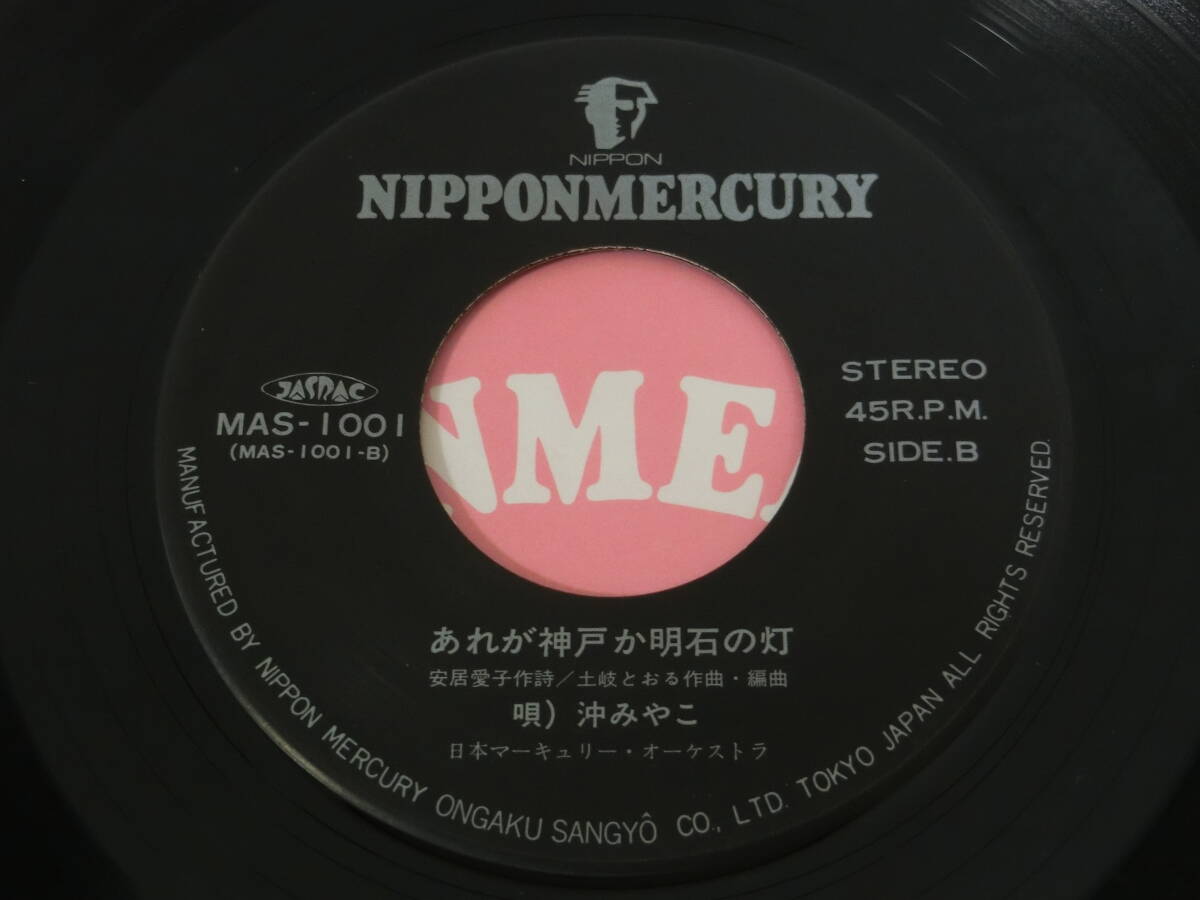 NIPPON
NIPPONMERCURY
JASRAC
MAS-1001
(MAS-1001-B)
STEREO
45R.P.M.
SIDE.B
NME
あれが神戸か明石の灯
安居愛子作詩/土岐とおる作曲・編曲
唄) 沖みやこ
日本マーキュリー・オーケストラ
MANUFACTURED BY NIPPON MERCURY ONGAKU SANGYÔ CO., LTD. TOKYO JAPAN ALL RIGHTS RESERVED.